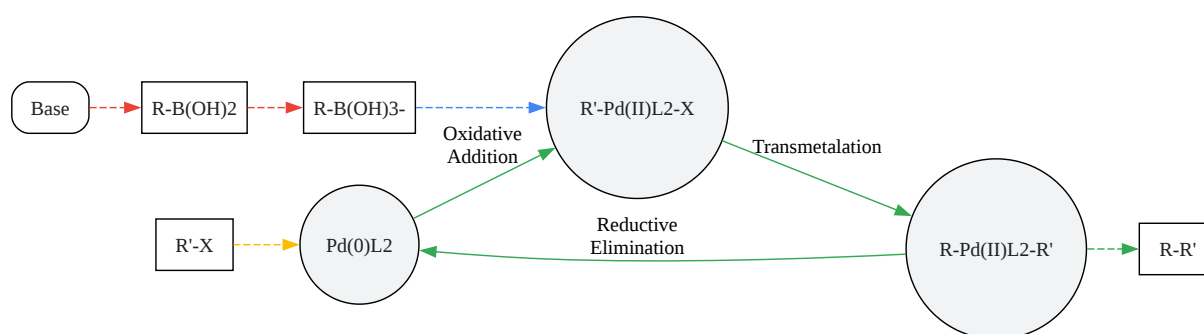 Base
R-B(OH)2
R-B(OH)3-
R'-Pd(II)L2-X
Oxidative
Addition
Transmetalation
R'-X
Pd(0)L2
Reductive
Elimination
R-Pd(II)L2-R'
R-R'